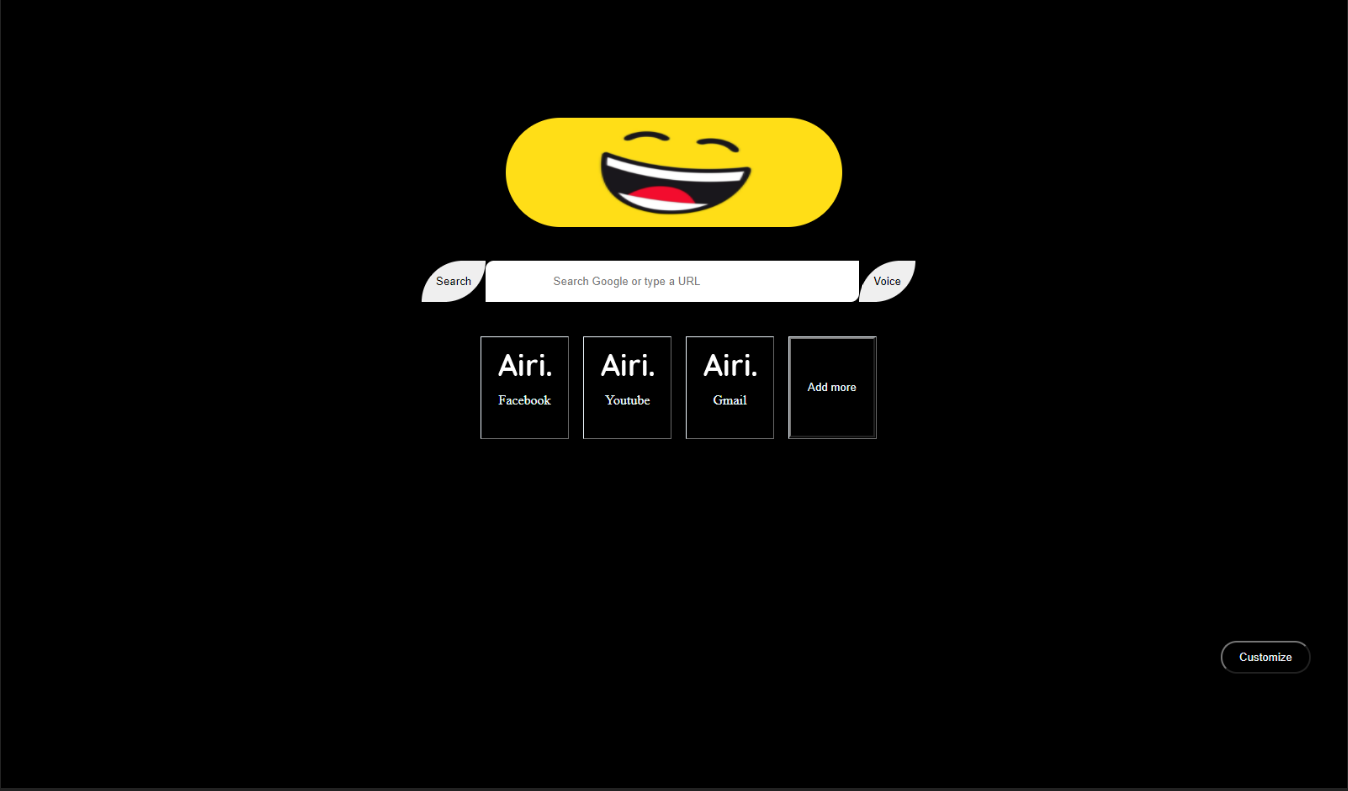 Search
Search Google or type a URL
Voice
Airi.
Facebook
Airi.
Youtube
Airi.
Gmail
Add more
Customize